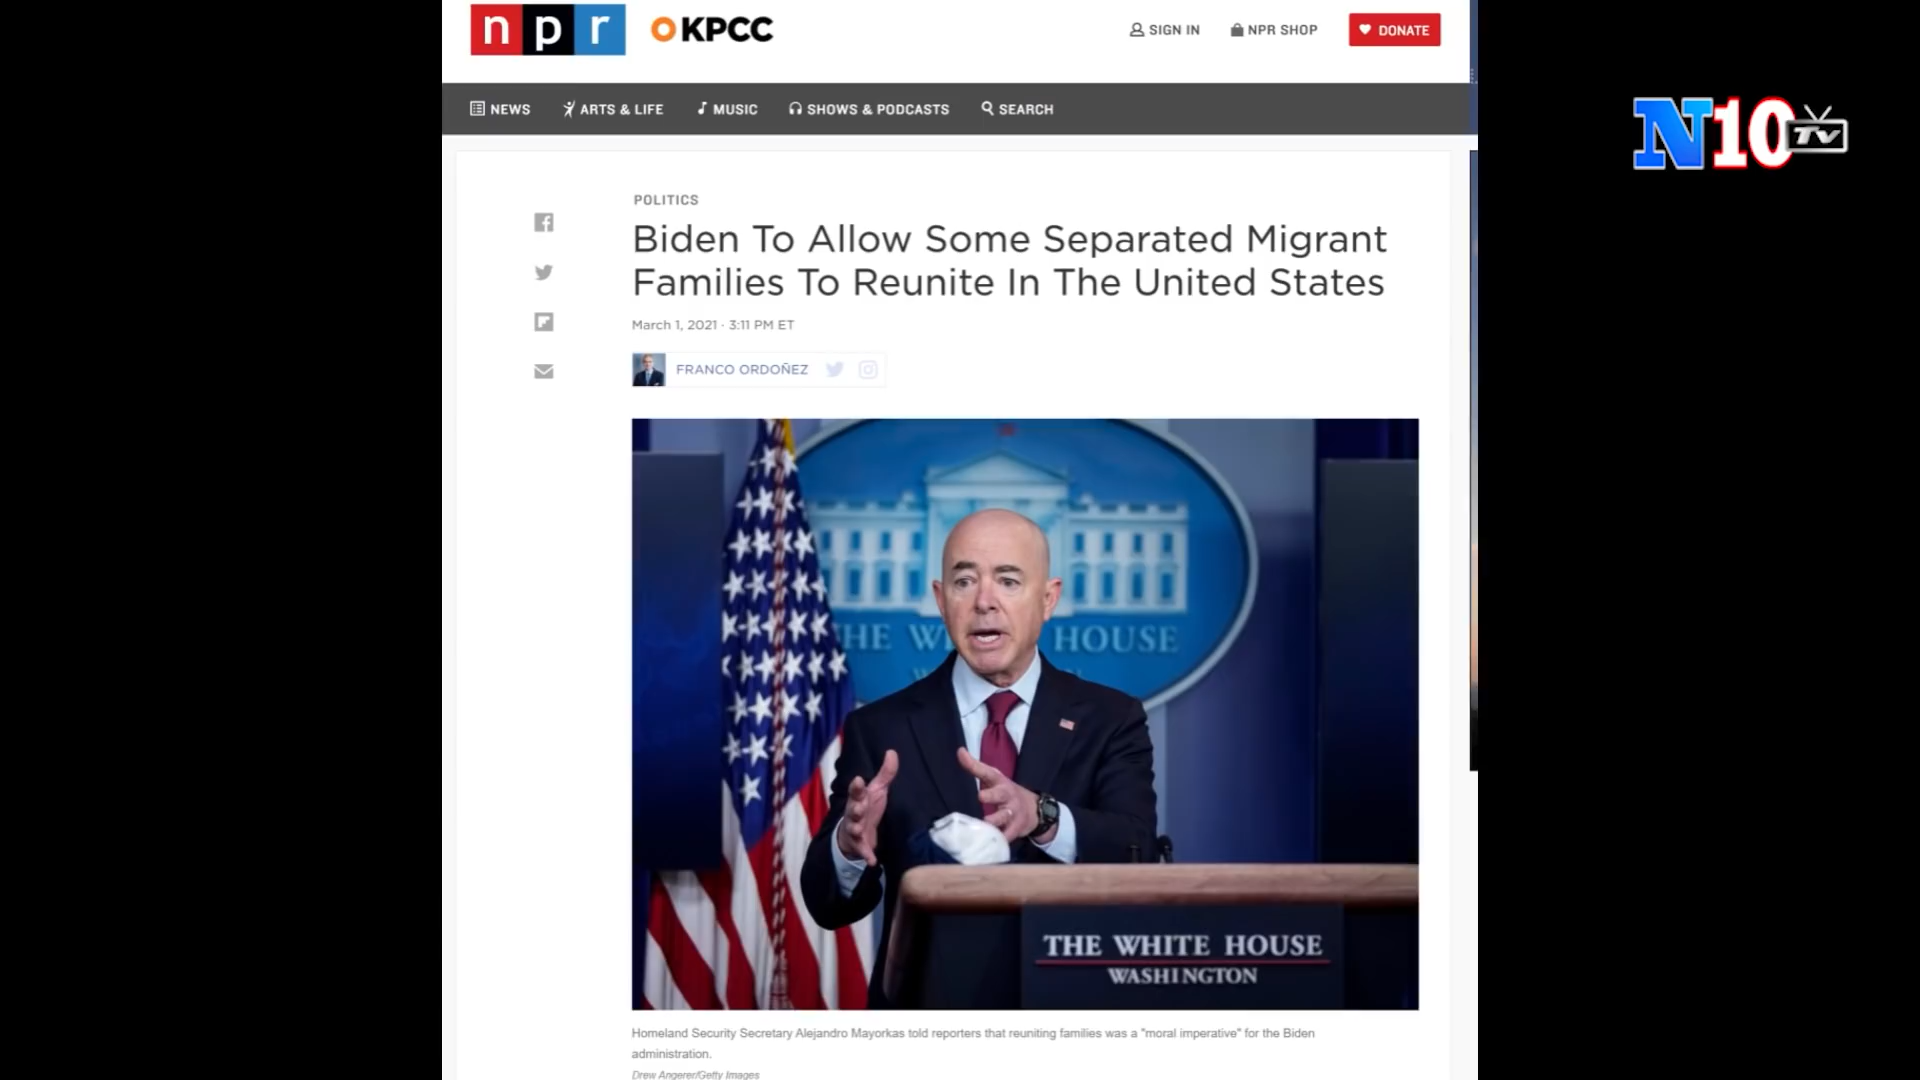 npr
KPCC
SIGN IN
NPR SHOP
DONATE
NEWS
ARTS & LIFE
MUSIC
SHOWS & PODCASTS
SEARCH
N10 TV
POLITICS
Biden To Allow Some Separated Migrant
Families To Reunite In The United States
March 1, 2021 · 3:11 PM ET
FRANCO ORDOÑEZ
THE WHITE HOUSE
THE WHITE HOUSE
WASHINGTON
Homeland Security Secretary Alejandro Mayorkas told reporters that reuniting families was a "moral imperative" for the Biden
administration.
Drew Angerer/Getty Images